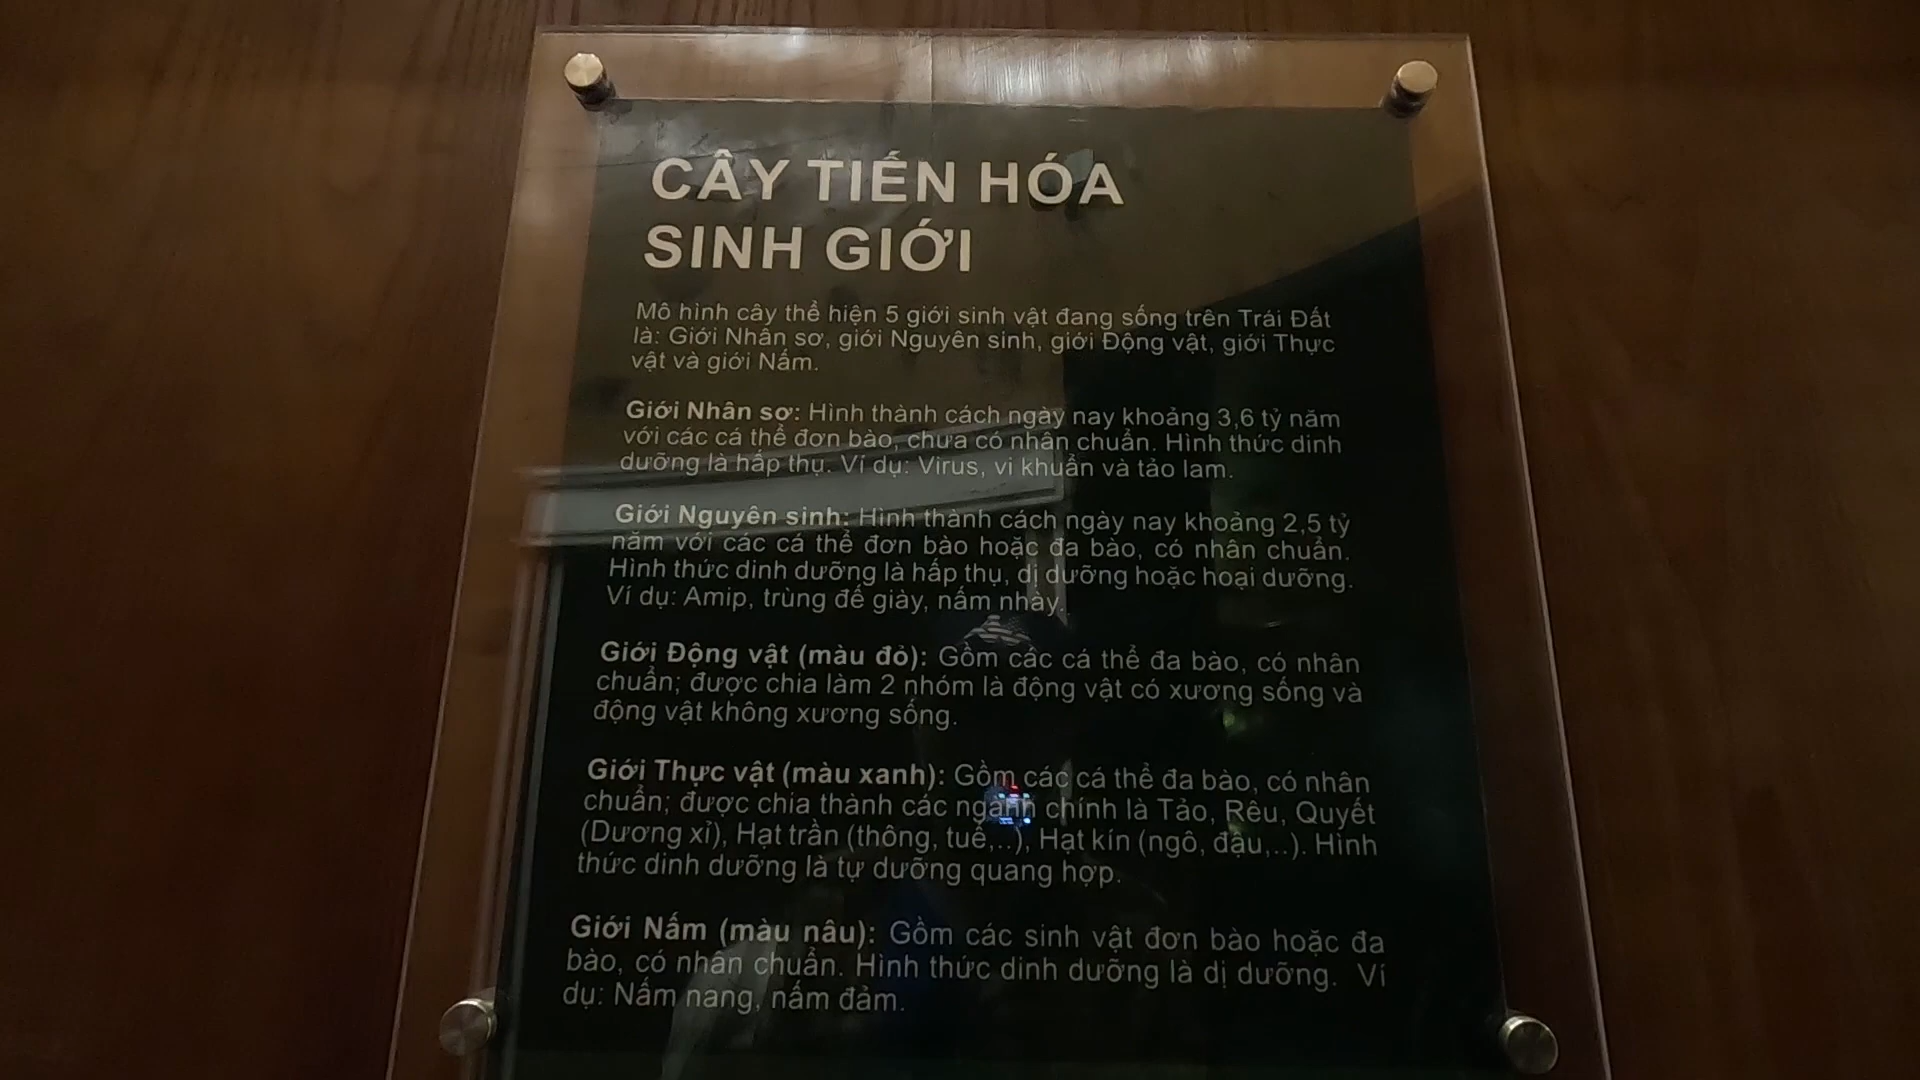 CÂY TIẾN HÓA
SINH GIỚI
Mô hình cây thể hiện 5 giới sinh vật đang sống trên Trái Đất
là: Giới Nhân sơ, giới Nguyên sinh, giới Động vật, giới Thực
vật và giới Nấm.
Giới Nhân sơ: Hình thành cách ngày nay khoảng 3,6 tỷ năm
với các cá thể đơn bào, chưa có nhân chuẩn. Hình thức dinh
dưỡng là hấp thụ. Ví dụ: Virus, vi khuẩn và tảo lam.
Giới Nguyên sinh: Hình thành cách ngày nay khoảng 2,5 tỷ
năm với các cá thể đơn bào hoặc đa bào, có nhân chuẩn.
Hình thức dinh dưỡng là hấp thụ, dị dưỡng hoặc hoại dưỡng.
Ví dụ: Amip, trùng đế giày, nấm nhày.
Giới Động vật (màu đỏ): Gồm các cá thể đa bào, có nhân
chuẩn; được chia làm 2 nhóm là động vật có xương sống và
động vật không xương sống.
Giới Thực vật (màu xanh): Gồm các cá thể đa bào, có nhân
chuẩn; được chia thành các ngành chính là Tảo, Rêu, Quyết
(Dương xỉ), Hạt trần (thông, tuế,..), Hạt kín (ngô, đậu,..). Hình
thức dinh dưỡng là tự dưỡng quang hợp.
Giới Nấm (màu nâu): Gồm các sinh vật đơn bào hoặc đa
bào, có nhân chuẩn. Hình thức dinh dưỡng là dị dưỡng. Ví
dụ: Nấm nang, nấm đảm.